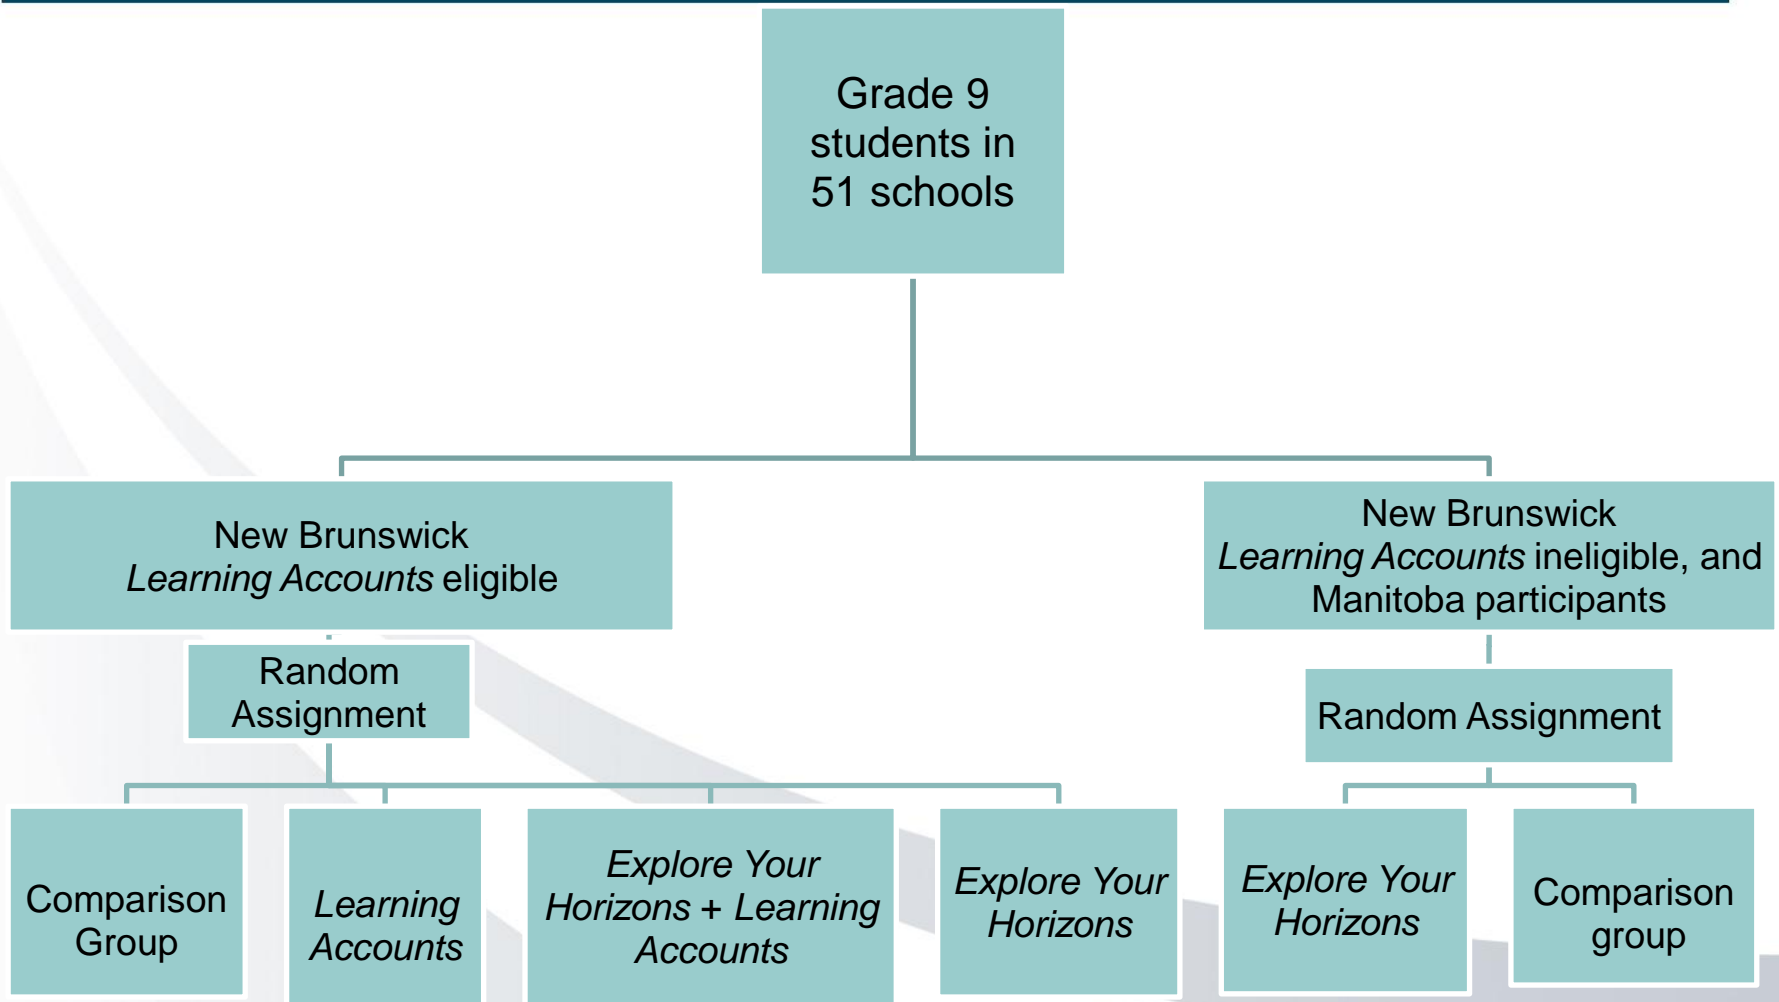 Grade 9
students in
51 schools
New Brunswick
Learning Accounts eligible
New Brunswick
Learning Accounts ineligible, and
Manitoba participants
Random
Assignment
Random Assignment
Comparison
Group
Learning
Accounts
Explore Your
Horizons + Learning
Accounts
Explore Your
Horizons
Explore Your
Horizons
Comparison
group